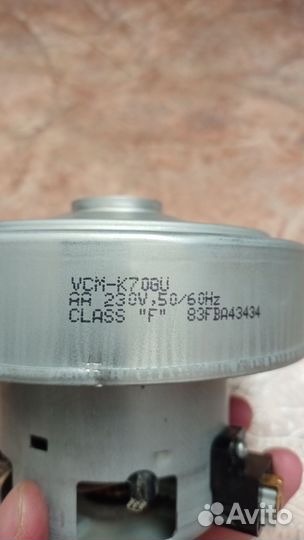 VCM-K70GU
AA 230V,50/60Hz
CLASS "F" 83FBA43434
Avito